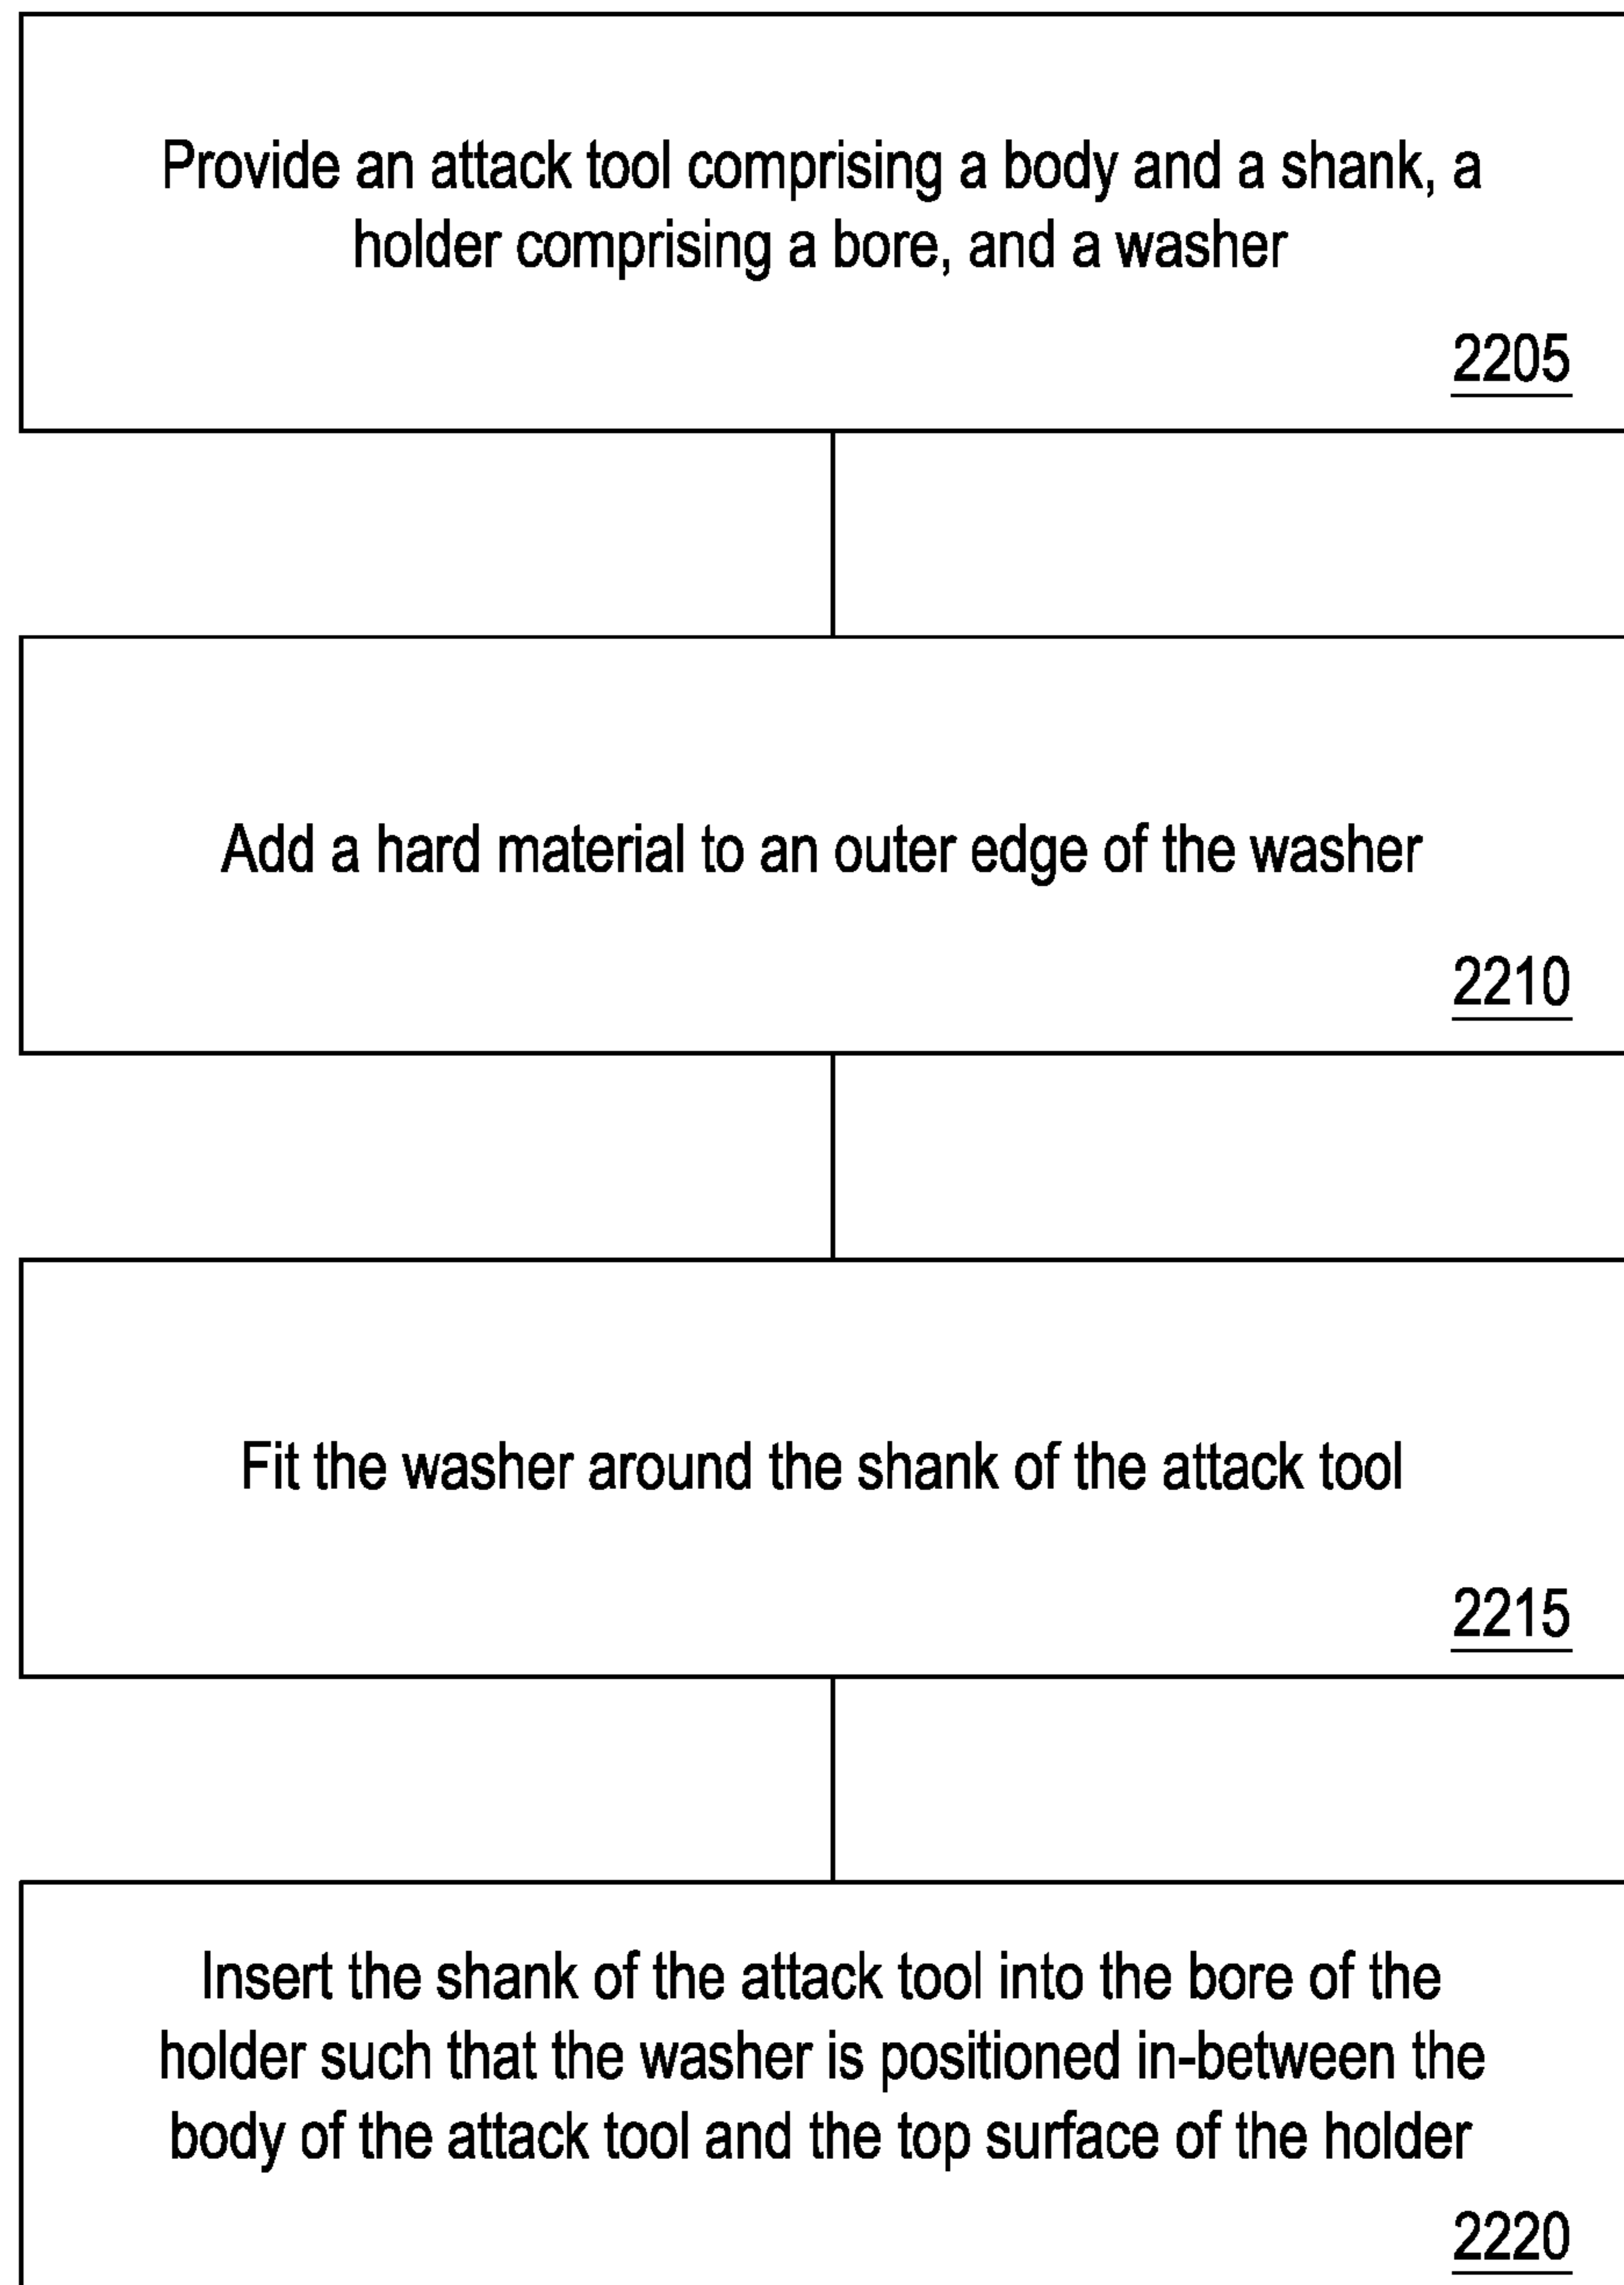 Provide an attack tool comprising a body and a shank, a
holder comprising a bore, and a washer
2205
Add a hard material to an outer edge of the washer
2210
Fit the washer around the shank of the attack tool
2215
Insert the shank of the attack tool into the bore of the
holder such that the washer is positioned in-between the
body of the attack tool and the top surface of the holder
2220